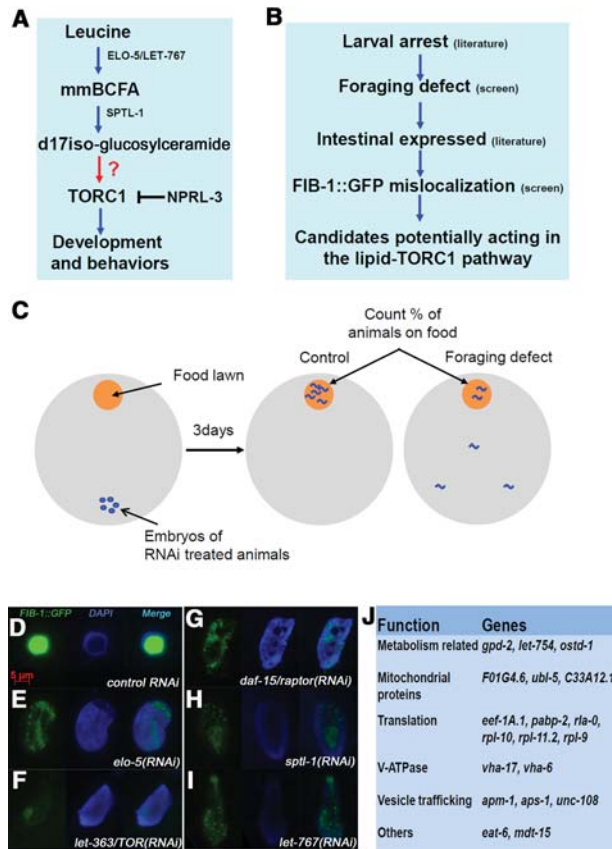 A
Leucine
ELO-5/LET-767
mmBCFA
SPTL-1
d17iso-glucosylceramide
?
TORC1
NPRL-3
Development
and behaviors
B
Larval arrest (literature)
Foraging defect (screen)
Intestinal expressed (literature)
FIB-1::GFP mislocalization (screen)
Candidates potentially acting in
the lipid-TORC1 pathway
C
Count % of
animals on food
Control
Foraging defect
Food lawn
3days
Embryos of
RNAi treated animals
FIB-1::GFP DAPI Merge
D
5 µm
control RNAi
E
elo-5(RNAi)
F
let-363/TOR(RNAi)
G
daf-15/raptor(RNAi)
H
sptl-1(RNAi)
I
let-767(RNAi)
J
Function Genes
Metabolism related gpd-2, let-754, ostd-1
Mitochondrial F01G4.6, ubl-5, C33A12.1
proteins
Translation eef-1A.1, pabp-2, rla-0,
rpl-10, rpl-11.2, rpl-9
V-ATPase vha-17, vha-6
Vesicle trafficking apm-1, aps-1, unc-108
Others eat-6, mdt-15